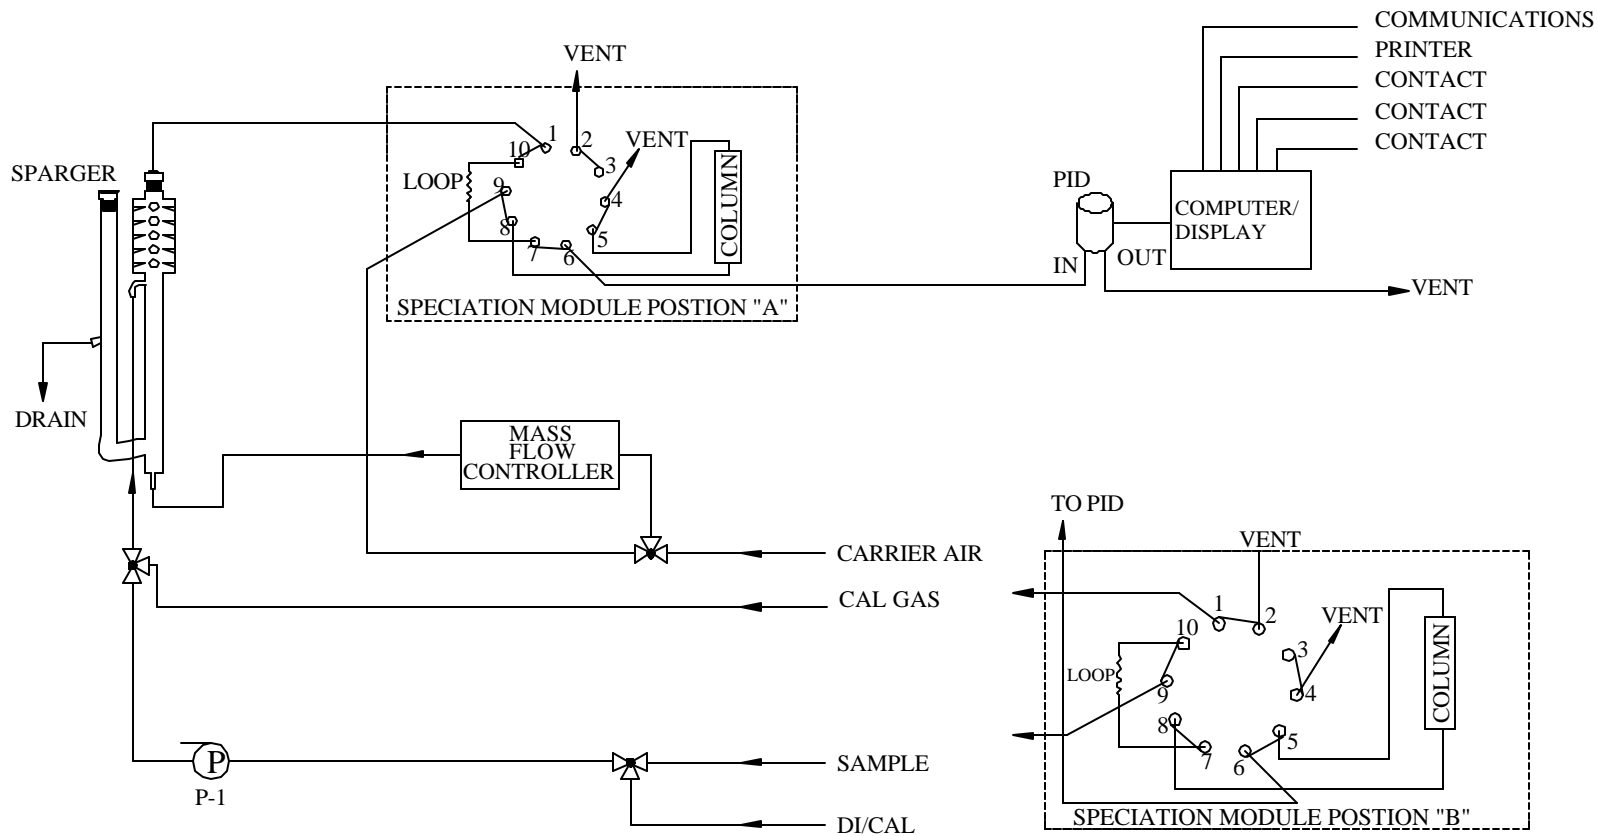 COMMUNICATIONS
PRINTER
CONTACT
CONTACT
CONTACT
VENT
1
2
VENT
10
3
SPARGER
LOOP
9
4
COLUMN
8
5
7
6
SPECIATION MODULE POSTION "A"
PID
COMPUTER/
DISPLAY
IN
OUT
VENT
DRAIN
MASS
FLOW
CONTROLLER
CARRIER AIR
CAL GAS
TO PID
VENT
1
2
VENT
10
3
LOOP
9
4
COLUMN
8
5
7
6
SPECIATION MODULE POSTION "B"
P
P-1
SAMPLE
DI/CAL